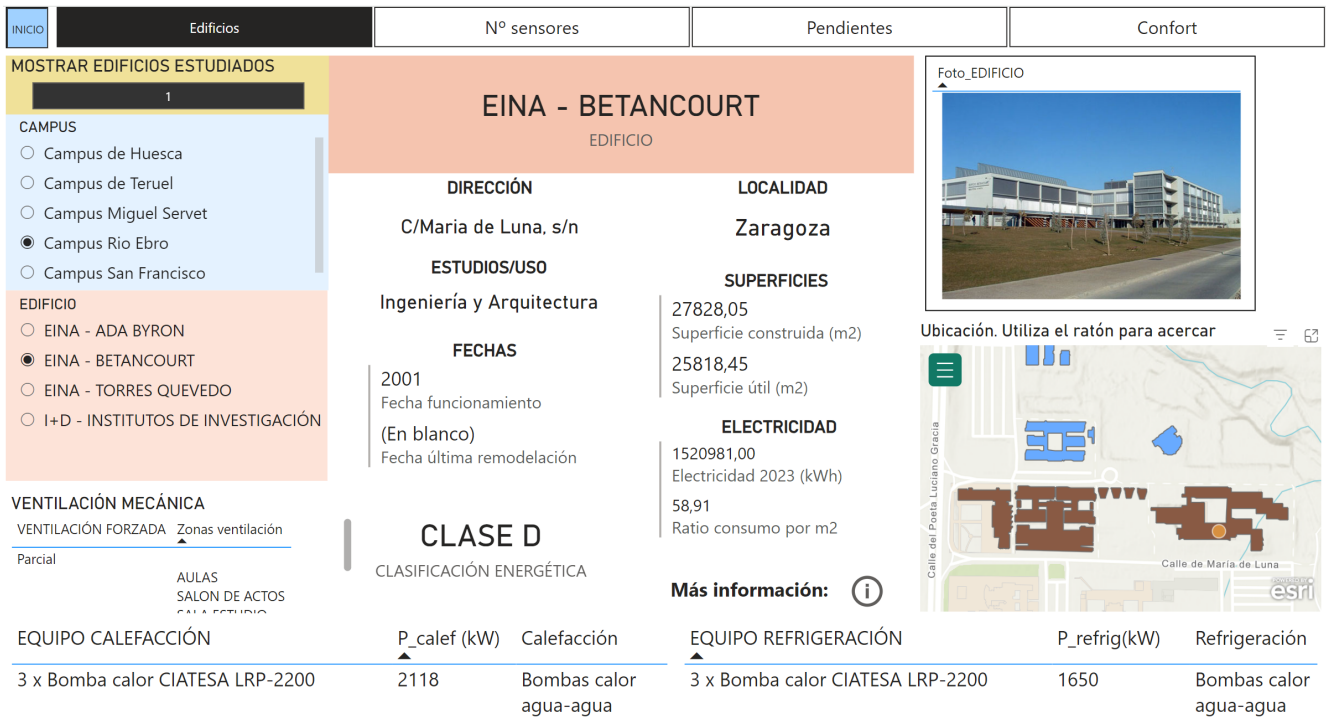 INICIO
Edificios
Nº sensores
Pendientes
Confort
MOSTRAR EDIFICIOS ESTUDIADOS
1
CAMPUS
Campus de Huesca
Campus de Teruel
Campus Miguel Servet
Campus Rio Ebro
Campus San Francisco
EDIFICIO
EINA - ADA BYRON
EINA - BETANCOURT
EINA - TORRES QUEVEDO
I+D - INSTITUTOS DE INVESTIGACIÓN
VENTILACIÓN MECÁNICA
VENTILACIÓN FORZADA Zonas ventilación
Parcial
AULAS
SALON DE ACTOS
SALA ESTUDIO
EINA - BETANCOURT
EDIFICIO
DIRECCIÓN
C/Maria de Luna, s/n
ESTUDIOS/USO
Ingeniería y Arquitectura
FECHAS
2001
Fecha funcionamiento
(En blanco)
Fecha última remodelación
CLASE D
CLASIFICACIÓN ENERGÉTICA
LOCALIDAD
Zaragoza
SUPERFICIES
27828,05
Superficie construida (m2)
25818,45
Superficie útil (m2)
ELECTRICIDAD
1520981,00
Electricidad 2023 (kWh)
58,91
Ratio consumo por m2
Más información:
Foto_EDIFICIO
Ubicación. Utiliza el ratón para acercar
Calle del Poeta Luciano Gracia
Calle de María de Luna
POWERED BY
esri
EQUIPO CALEFACCIÓN P_calef (kW) Calefacción
3 x Bomba calor CIATESA LRP-2200 2118 Bombas calor
agua-agua
EQUIPO REFRIGERACIÓN P_refrig(kW) Refrigeración
3 x Bomba calor CIATESA LRP-2200 1650 Bombas calor
agua-agua